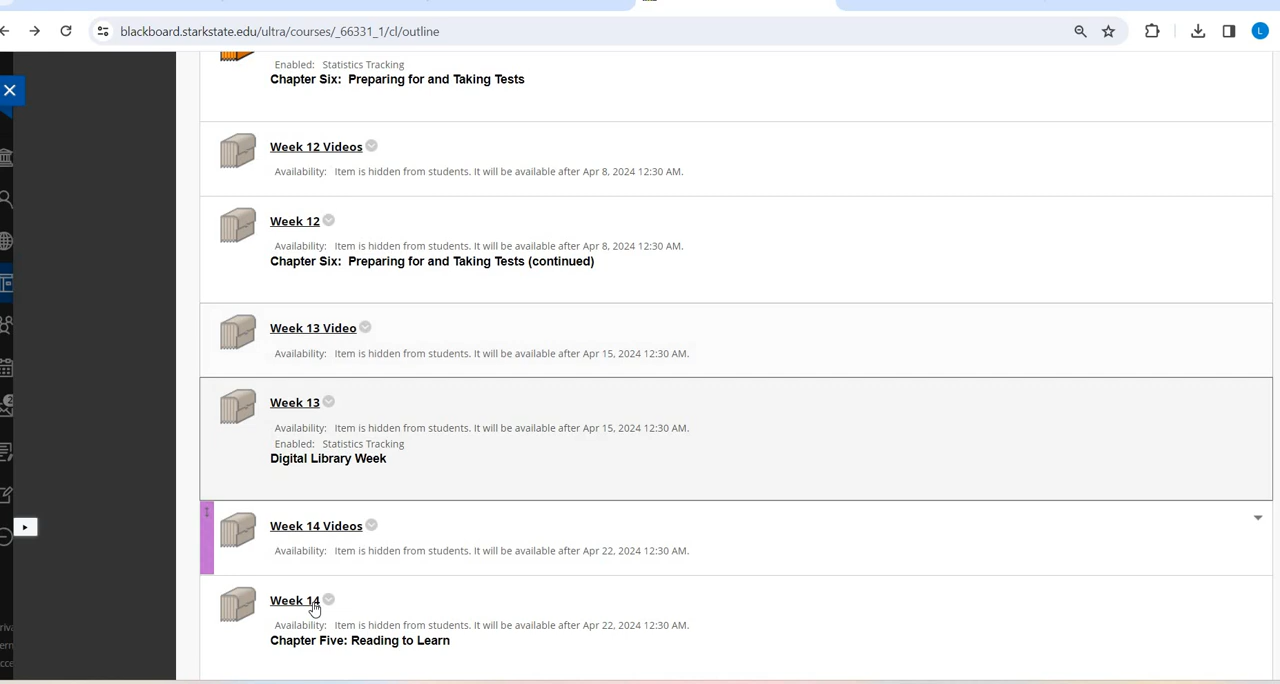 blackboard.starkstate.edu/ultra/courses/_66331_1/cl/outline
L
Enabled: Statistics Tracking
Chapter Six: Preparing for and Taking Tests
Week 12 Videos
Availability: Item is hidden from students. It will be available after Apr 8, 2024 12:30 AM.
Week 12
Availability: Item is hidden from students. It will be available after Apr 8, 2024 12:30 AM.
Chapter Six: Preparing for and Taking Tests (continued)
Week 13 Video
Availability: Item is hidden from students. It will be available after Apr 15, 2024 12:30 AM.
Week 13
Availability: Item is hidden from students. It will be available after Apr 15, 2024 12:30 AM.
Enabled: Statistics Tracking
Digital Library Week
Week 14 Videos
Availability: Item is hidden from students. It will be available after Apr 22, 2024 12:30 AM.
Week 14
Availability: Item is hidden from students. It will be available after Apr 22, 2024 12:30 AM.
Chapter Five: Reading to Learn